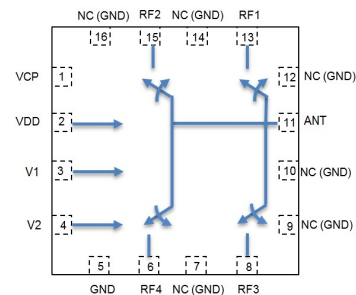 NC (GND) RF2 NC (GND) RF1
16 15 14 13
VCP 1 12 NC (GND)
VDD 2 11 ANT
V1 3 10 NC (GND)
V2 4 9 NC (GND)
5 6 7 8
GND RF4 NC (GND) RF3